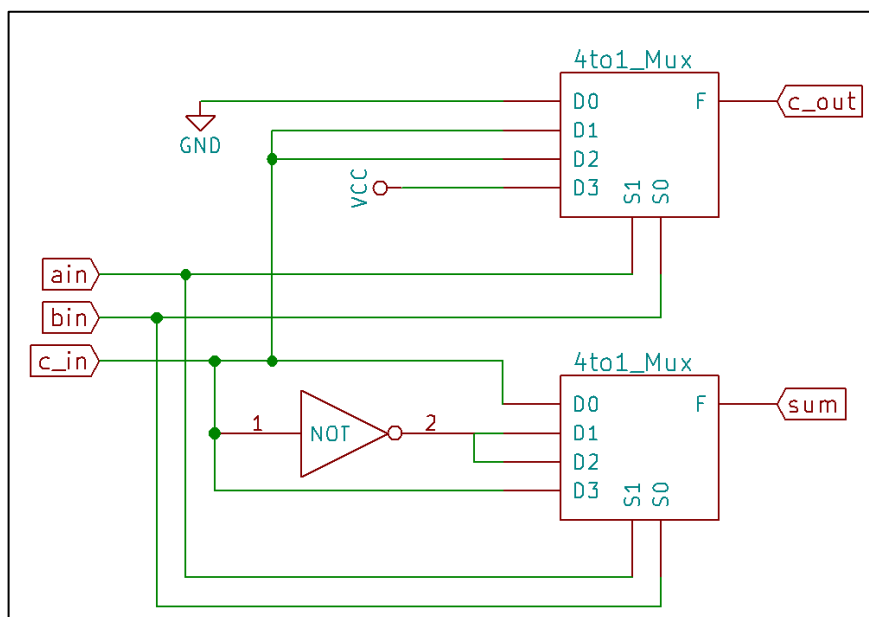 4to1_Mux
D0 F c_out
D1
GND
D2
VCC D3 S1 S0
ain
bin
c_in
4to1_Mux
D0 F sum
1 NOT 2 D1
D2
D3 S1 S0